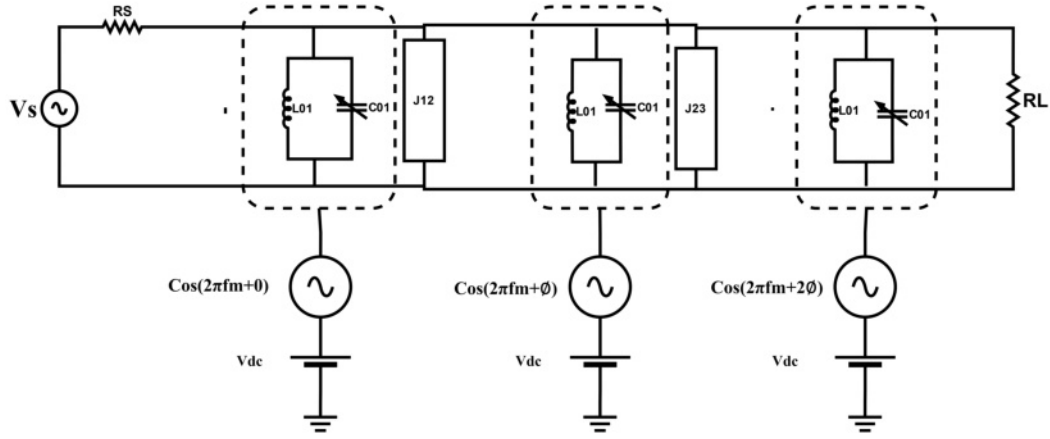 RS
Vs
L01
C01
J12
L01
C01
J23
L01
C01
RL
Cos(2πfm+0)
Cos(2πfm+Ø)
Cos(2πfm+2Ø)
Vdc
Vdc
Vdc